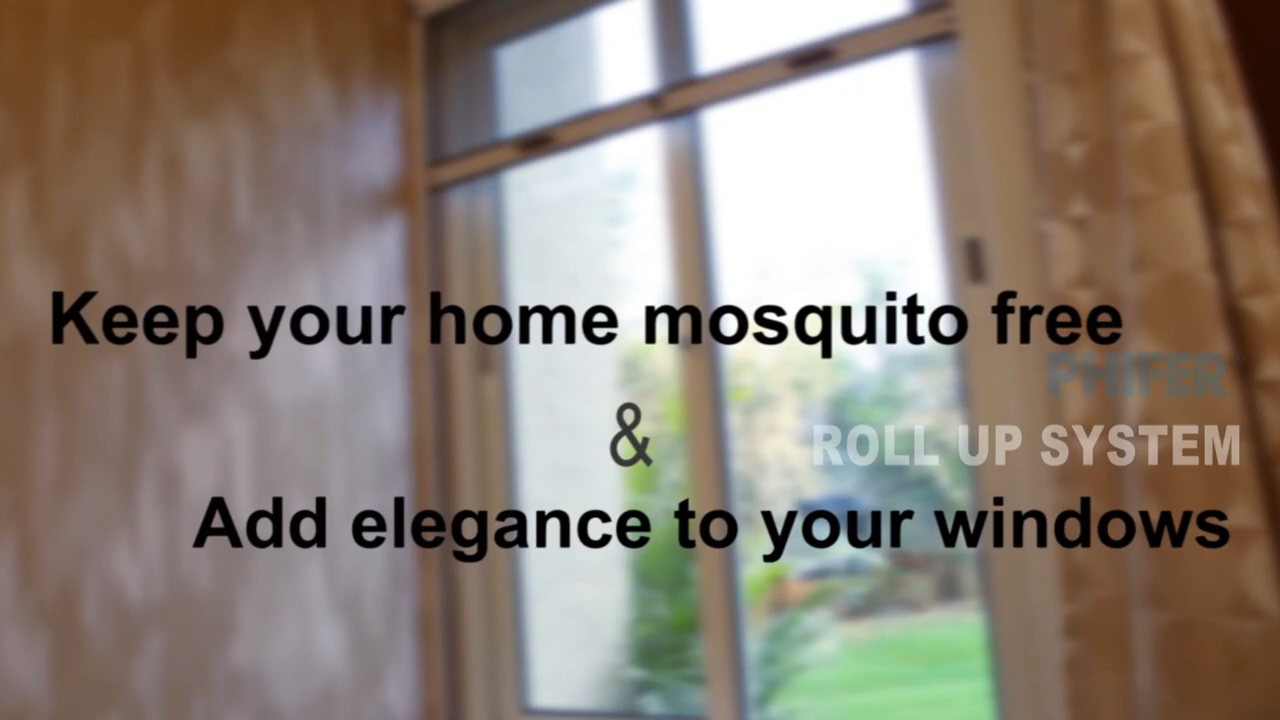 Keep your home mosquito free
PHIFER
&
ROLL UP SYSTEM
Add elegance to your windows